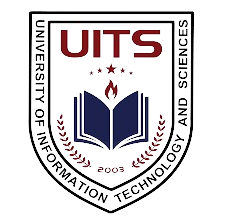 UITS
UNIVERSITY OF INFORMATION TECHNOLOGY AND SCIENCES
2003